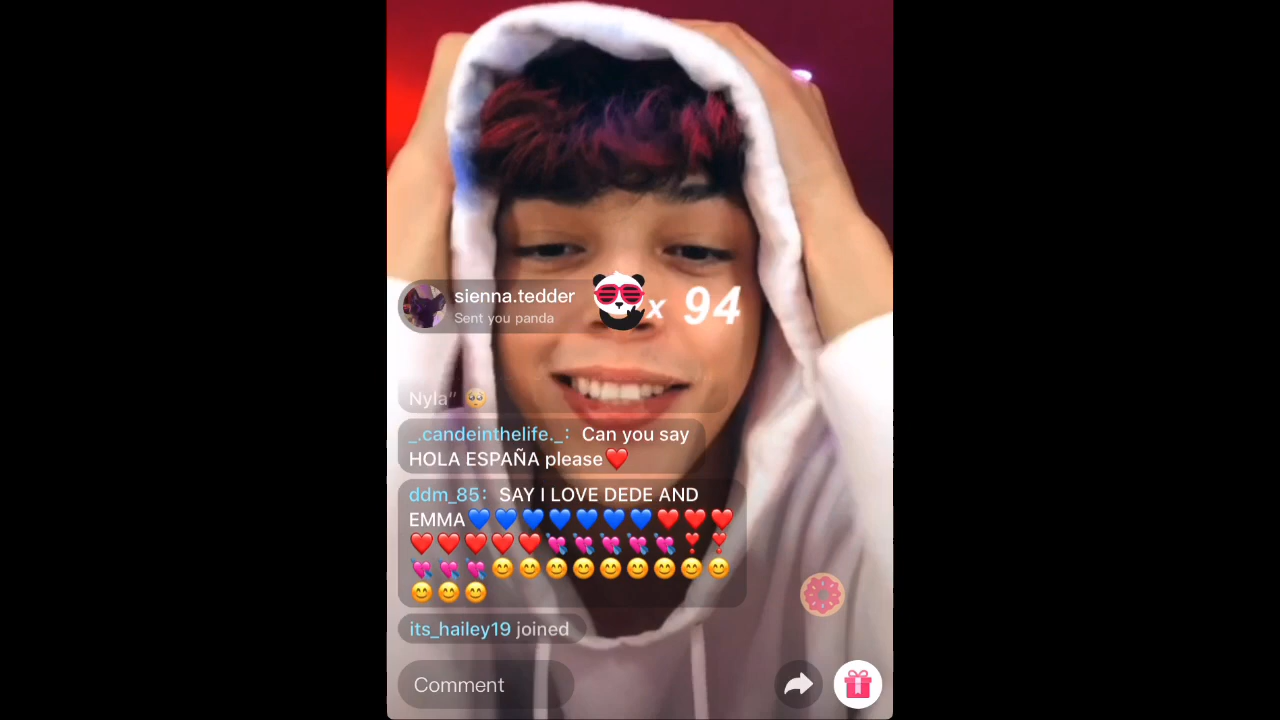 sienna.tedder
Sent you panda
x 94
Nyla” 🥺
_.candeinthelife._: Can you say
HOLA ESPAÑA please❤️
ddm_85: SAY I LOVE DEDE AND
EMMA💙💙💙💙💙💙💙❤️❤️❤️
❤️❤️❤️❤️❤️💘💘💘💘💘❣️❣️
💘💘💘😊😊😊😊😊😊😊😊😊
😊😊😊
its_hailey19 joined
Comment